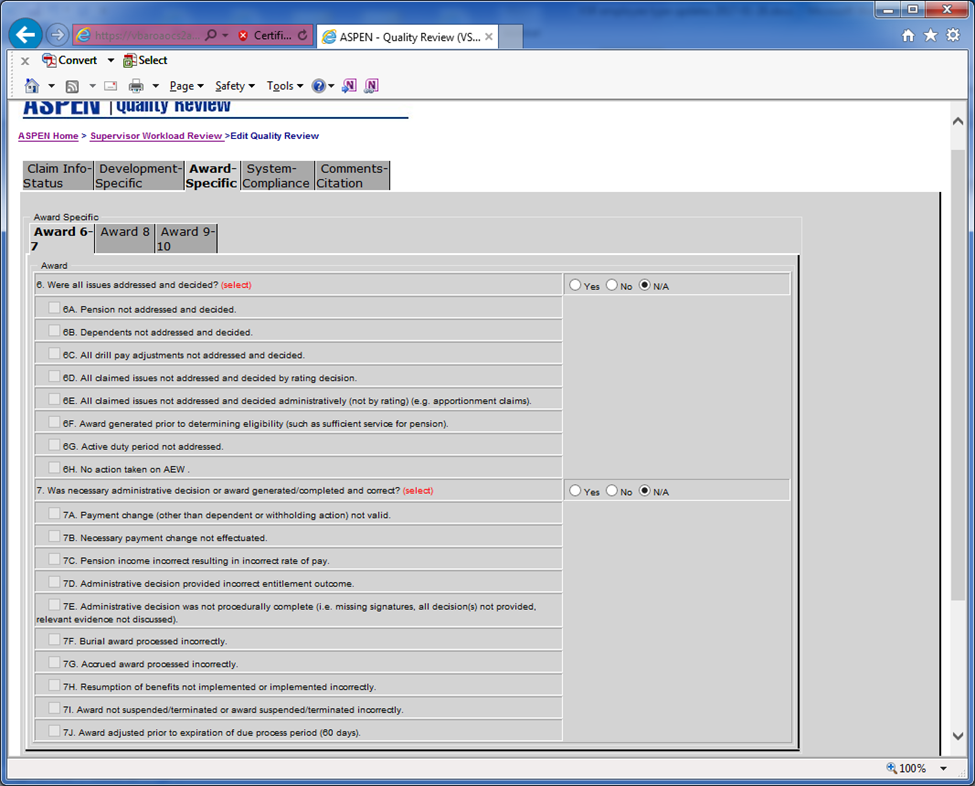 https://vbaroaocs2a... Certifi... ASPEN - Quality Review (VS...
Convert Select
Page Safety Tools
ASPEN | Quality Review
ASPEN Home > Supervisor Workload Review >Edit Quality Review
Claim Info- Development- Award- System- Comments-
Status Specific Specific Compliance Citation
Award Specific
Award 6- Award 8 Award 9-
7 10
Award
6. Were all issues addressed and decided? (select) Yes No N/A
6A. Pension not addressed and decided.
6B. Dependents not addressed and decided.
6C. All drill pay adjustments not addressed and decided.
6D. All claimed issues not addressed and decided by rating decision.
6E. All claimed issues not addressed and decided administratively (not by rating) (e.g. apportionment claims).
6F. Award generated prior to determining eligibility (such as sufficient service for pension).
6G. Active duty period not addressed.
6H. No action taken on AEW .
7. Was necessary administrative decision or award generated/completed and correct? (select) Yes No N/A
7A. Payment change (other than dependent or withholding action) not valid.
7B. Necessary payment change not effectuated.
7C. Pension income incorrect resulting in incorrect rate of pay.
7D. Administrative decision provided incorrect entitlement outcome.
7E. Administrative decision was not procedurally complete (i.e. missing signatures, all decision(s) not provided,
relevant evidence not discussed).
7F. Burial award processed incorrectly.
7G. Accrued award processed incorrectly.
7H. Resumption of benefits not implemented or implemented incorrectly.
7I. Award not suspended/terminated or award suspended/terminated incorrectly.
7J. Award adjusted prior to expiration of due process period (60 days).
100%